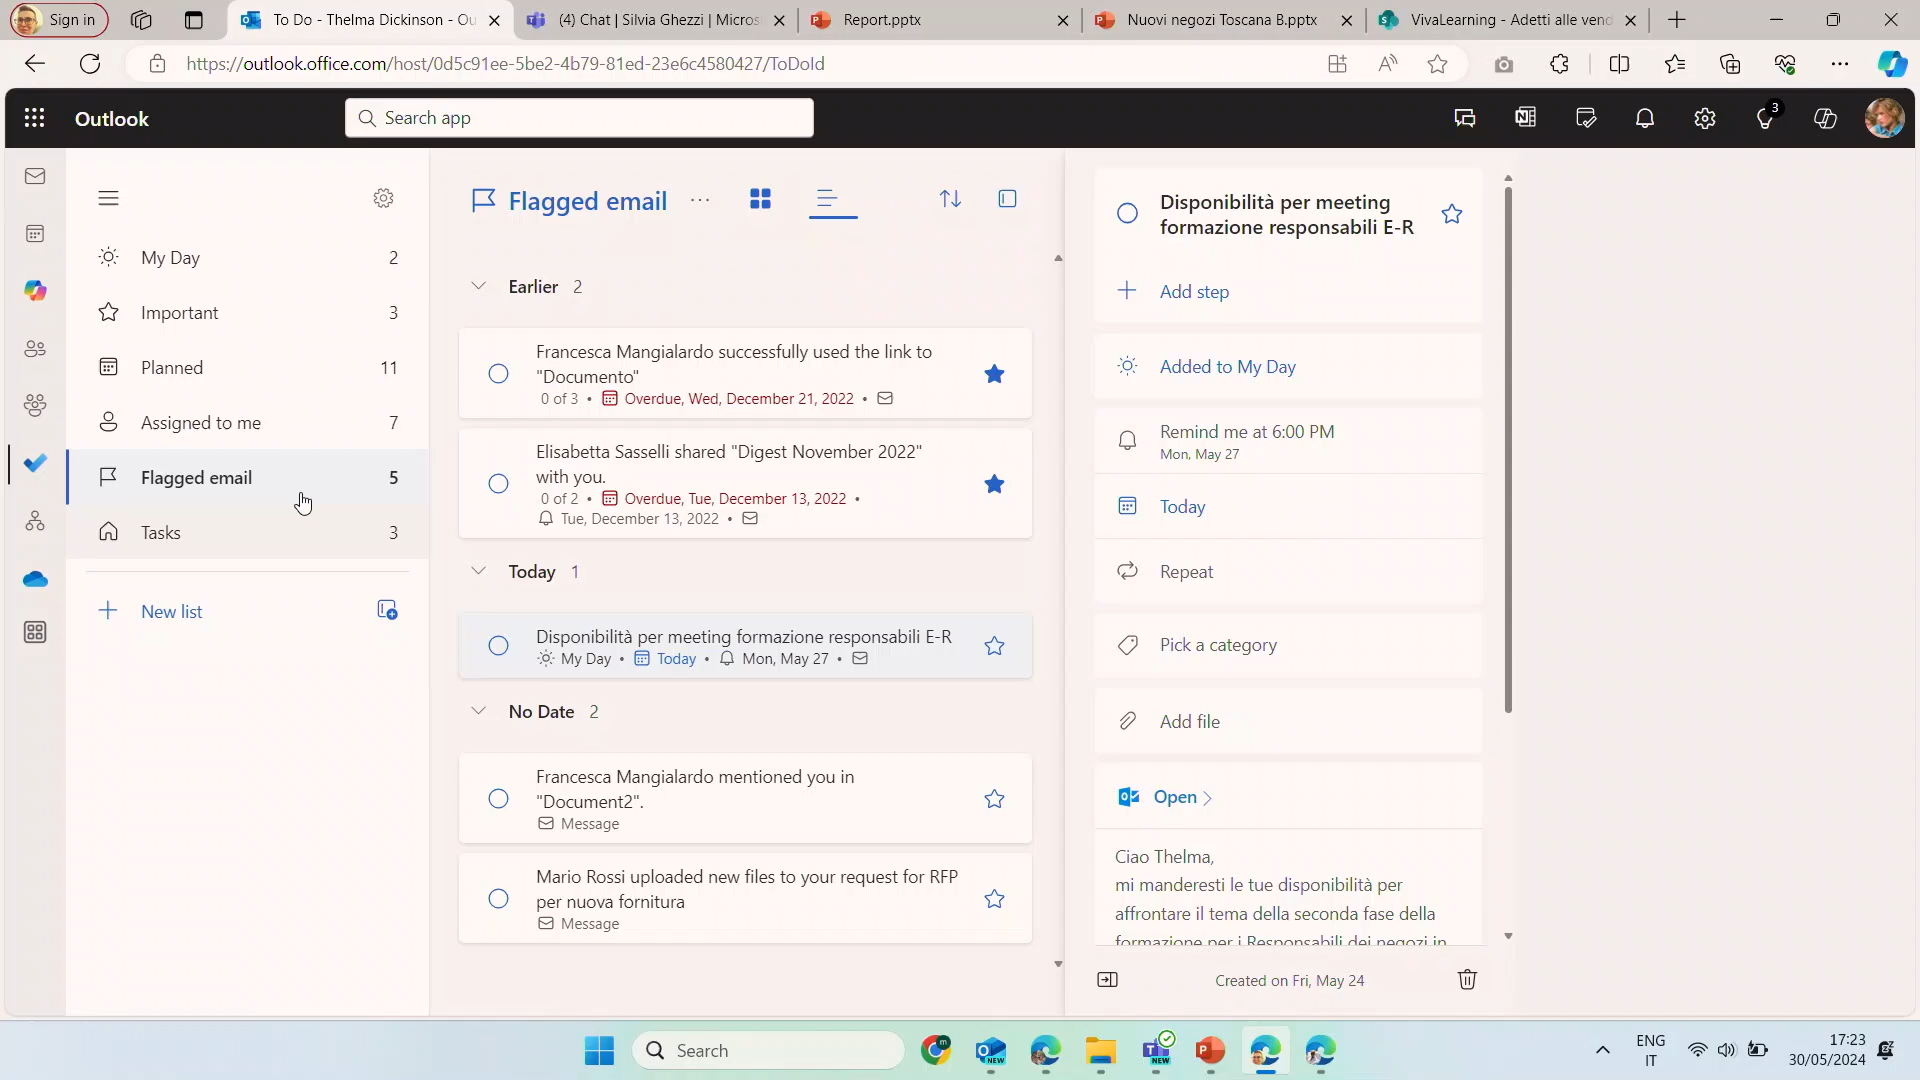 Sign in
To Do - Thelma Dickinson - Ou
(4) Chat | Silvia Ghezzi | Micros
Report.pptx
Nuovi negozi Toscana B.pptx
VivaLearning - Adetti alle vend
https://outlook.office.com/host/0d5c91ee-5be2-4b79-81ed-23e6c4580427/ToDoId
Outlook
Search app
3
My Day 2
Important 3
Planned 11
Assigned to me 7
Flagged email 5
Tasks 3
New list
Flagged email
Earlier 2
Francesca Mangialardo successfully used the link to
"Documento"
0 of 3 • Overdue, Wed, December 21, 2022 •
Elisabetta Sasselli shared "Digest November 2022"
with you.
0 of 2 • Overdue, Tue, December 13, 2022 •
Tue, December 13, 2022 •
Today 1
Disponibilità per meeting formazione responsabili E-R
My Day • Today • Mon, May 27 •
No Date 2
Francesca Mangialardo mentioned you in
"Document2".
Message
Mario Rossi uploaded new files to your request for RFP
per nuova fornitura
Message
Disponibilità per meeting
formazione responsabili E-R
Add step
Added to My Day
Remind me at 6:00 PM
Mon, May 27
Today
Repeat
Pick a category
Add file
Open
Ciao Thelma,
mi manderesti le tue disponibilità per
affrontare il tema della seconda fase della
formazione per i Responsabili dei negozi in
Created on Fri, May 24
Search
NEW
NEW
ENG
IT
17:23
30/05/2024